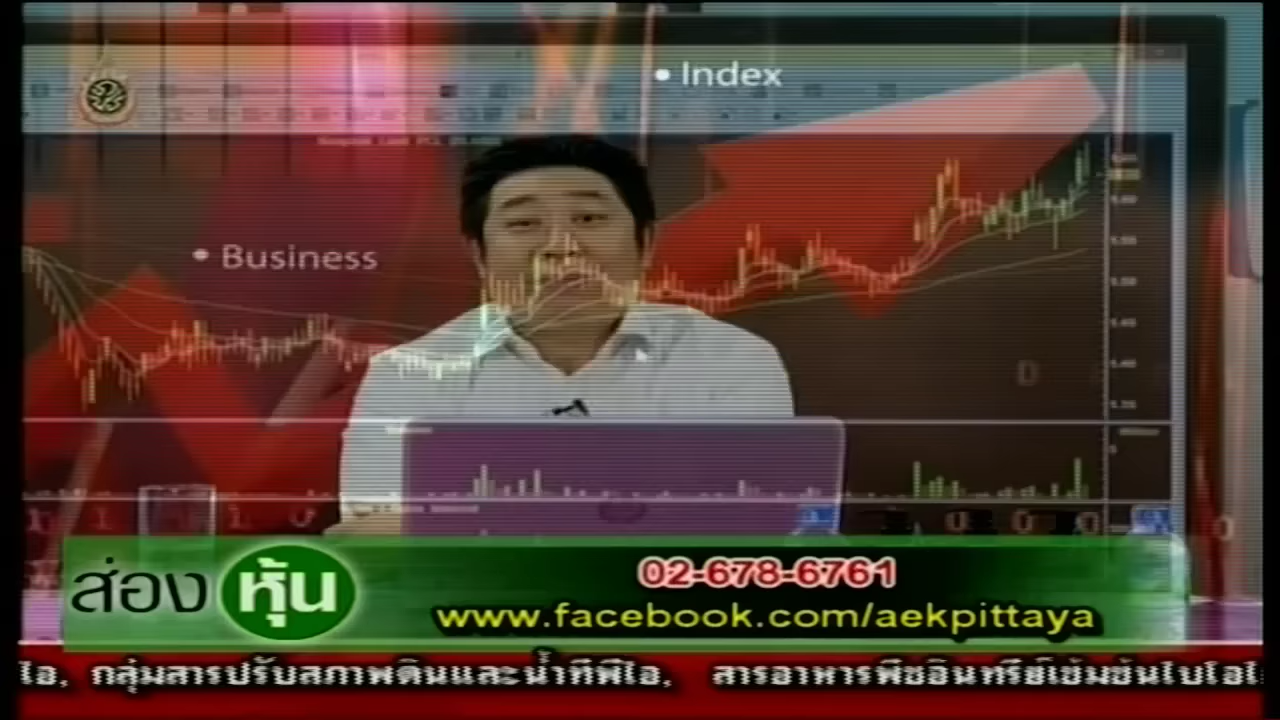 • Index
• Business
ส่อง หุ้น
02-678-6761
www.facebook.com/aekpittaya
ไอ, กลุ่มสารปรับสภาพดินและน้ำทีพีไอ, สารอาหารพืชอินทรีย์เข้มข้นไบโอ